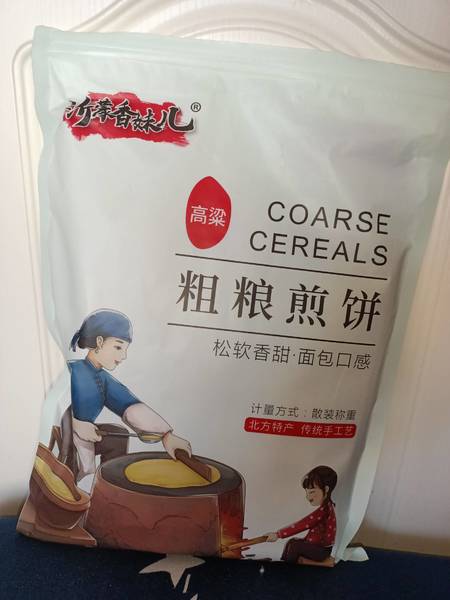 沂蒙香妹儿®
高粱
COARSE
CEREALS
粗粮煎饼
松软香甜·面包口感
计量方式：散装称重
北方特产 传统手工艺